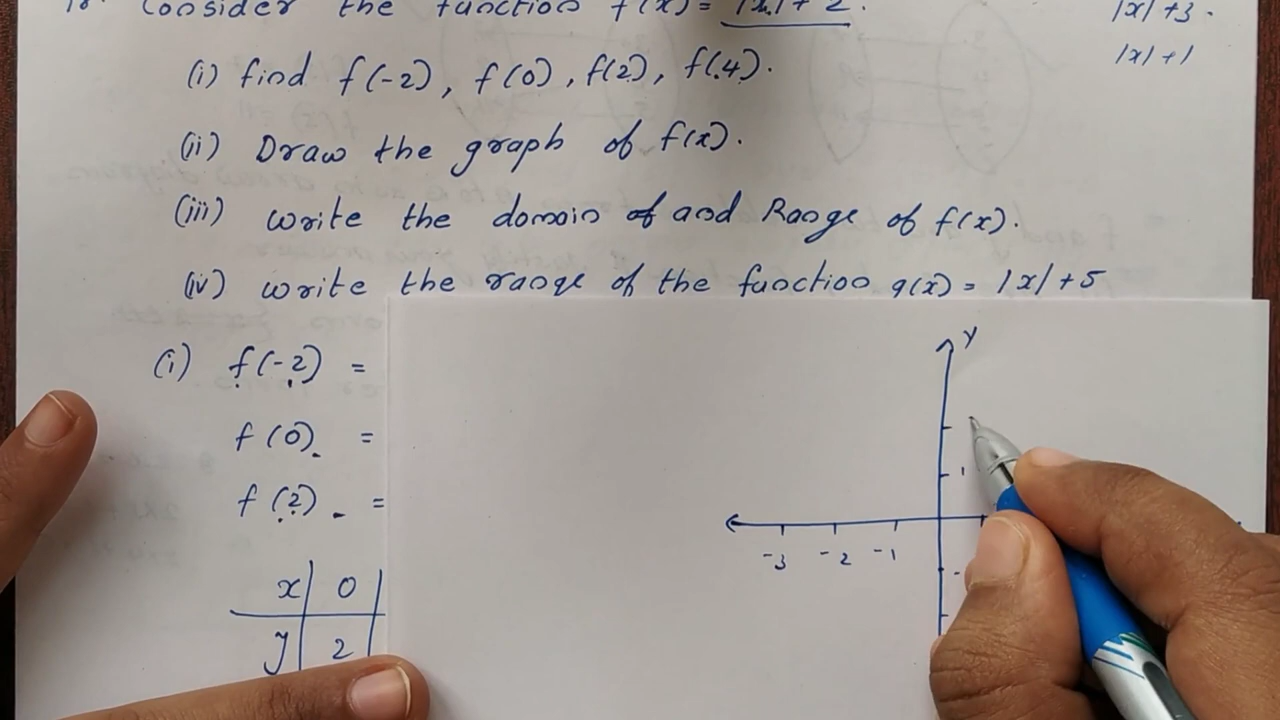 18. Consider the function f(x) = |x| + 2.
|x| + 3.
|x| + 1
(i) find f(-2), f(0), f(2), f(4).
(ii) Draw the graph of f(x).
(iii) write the domain of and Range of f(x).
(iv) write the range of the function g(x) = |x| + 5
(i) f(-2) =
f(0) =
f(2) =
x 0
y 2
Y
1
-3 -2 -1